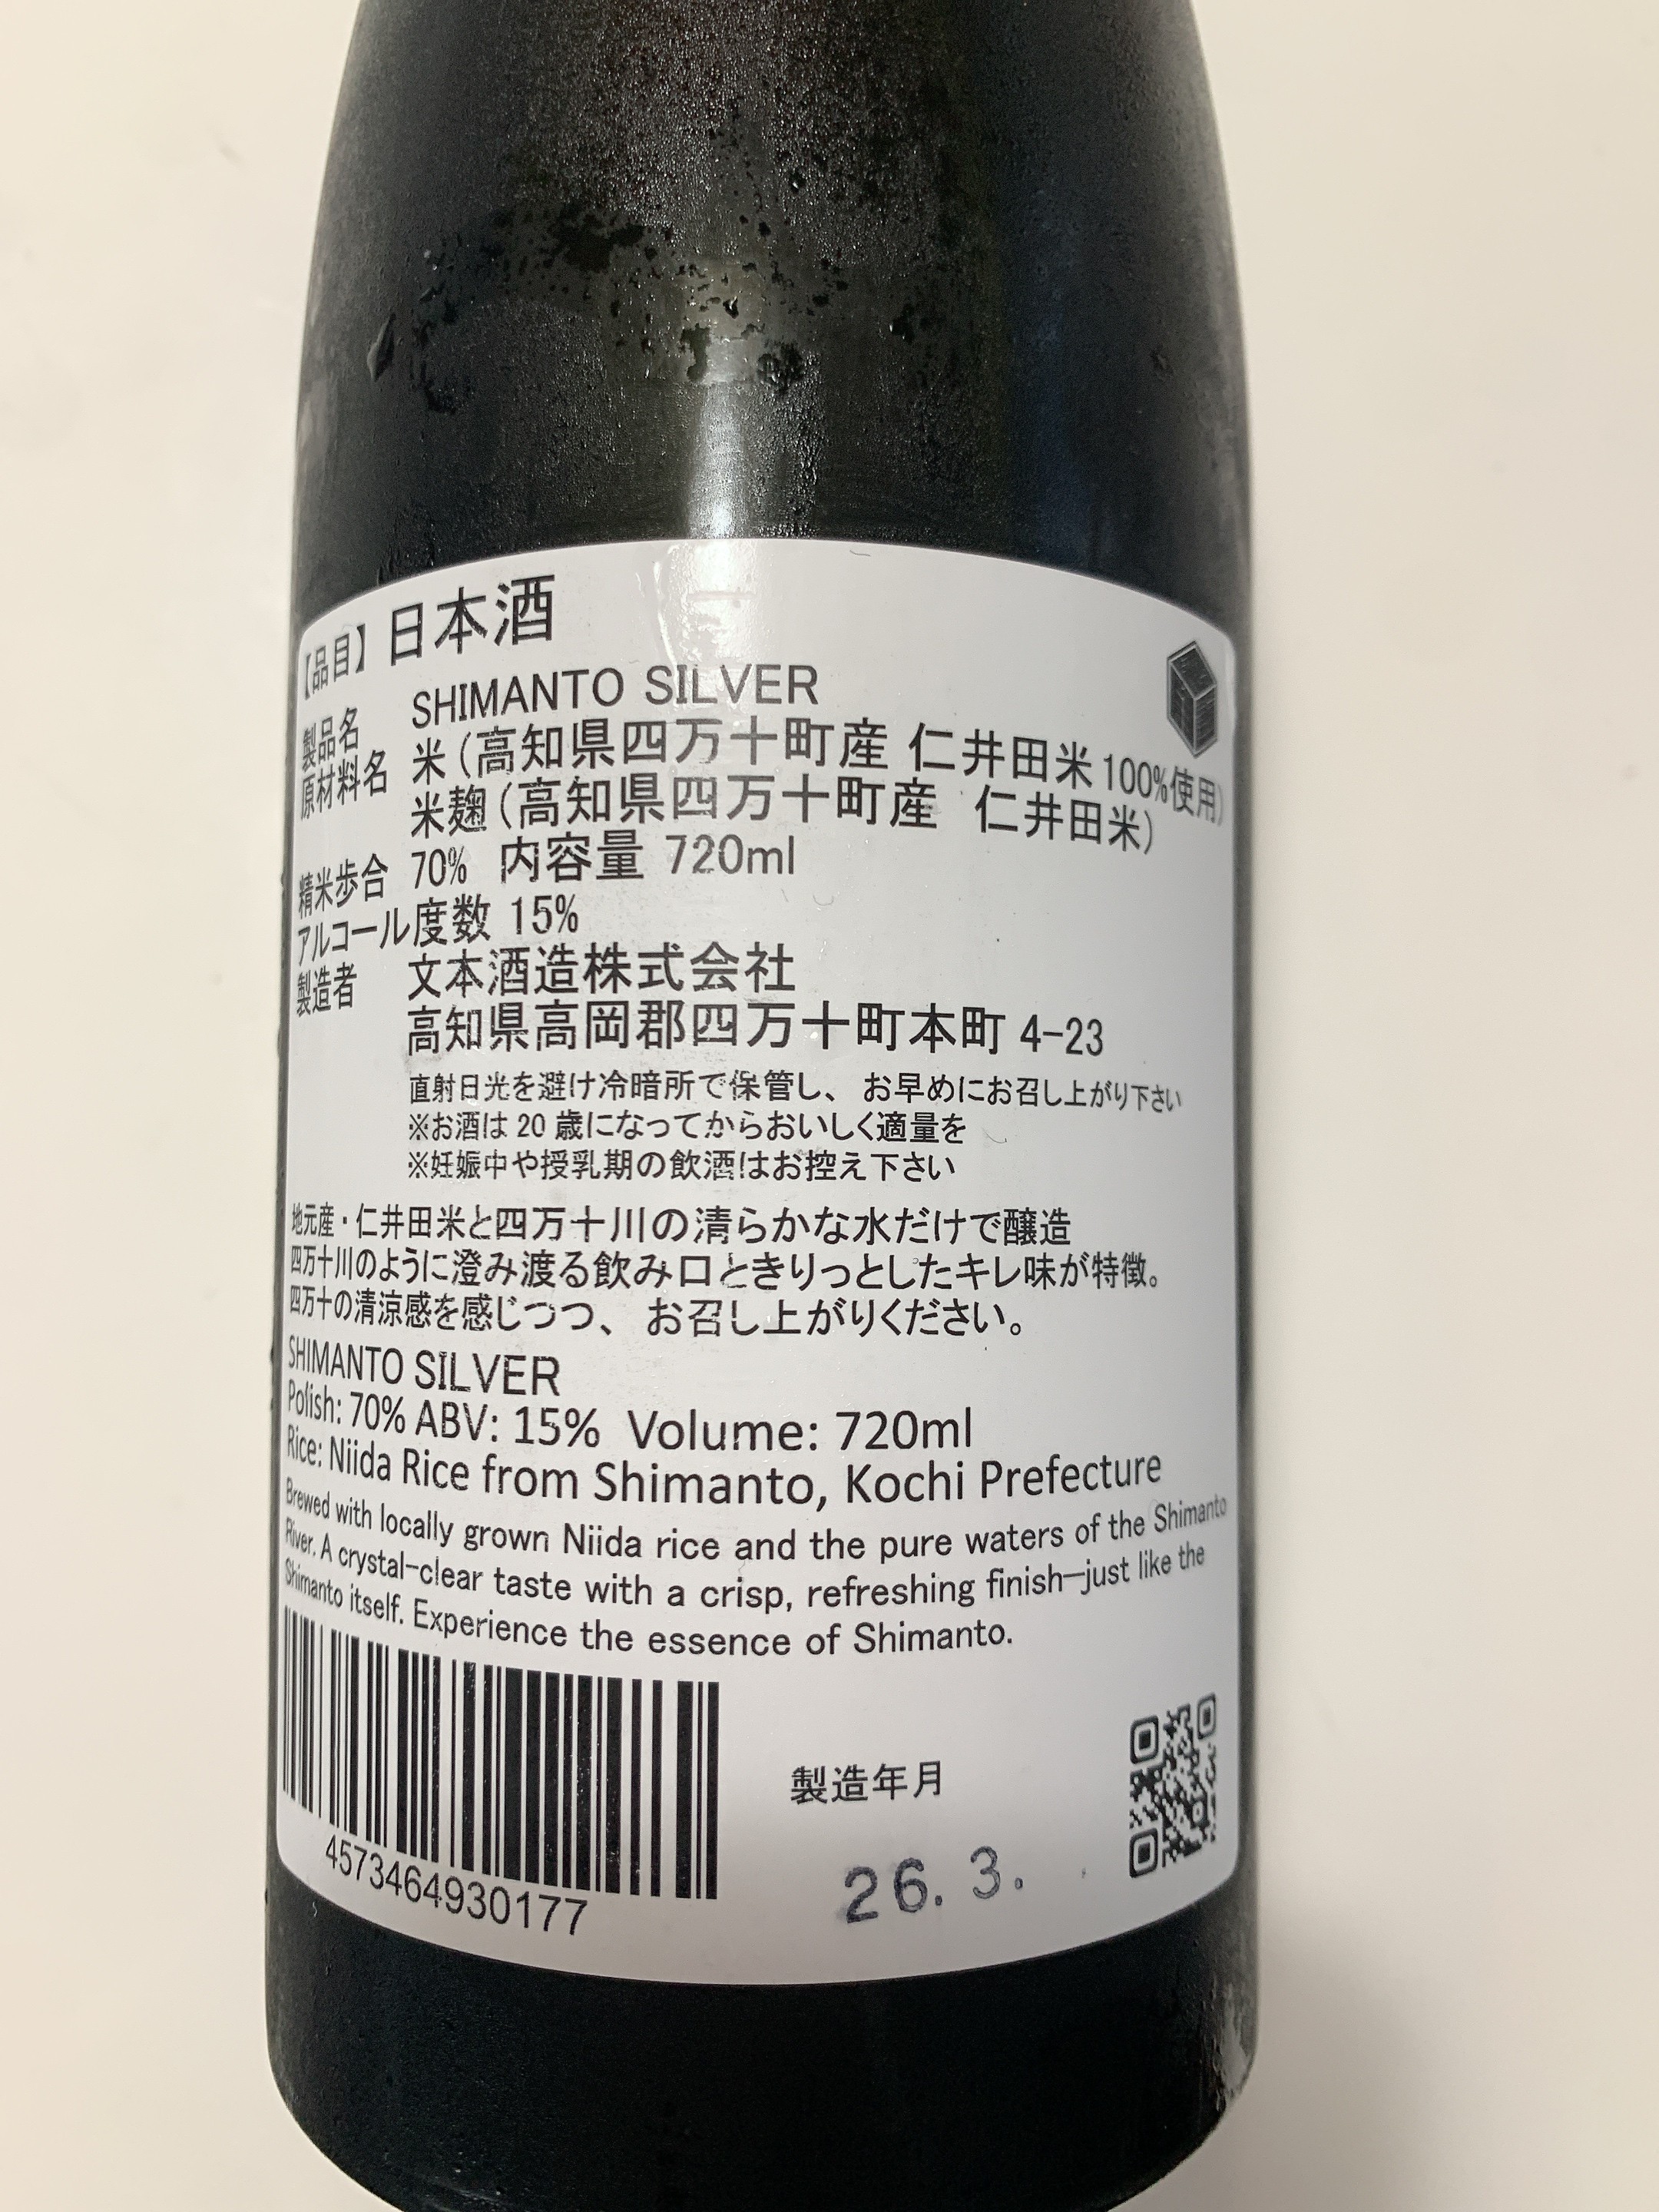 【品目】日本酒
製品名 SHIMANTO SILVER
原材料名 米(高知県四万十町産 仁井田米100%使用)
米麹(高知県四万十町産 仁井田米)
精米歩合 70% 内容量 720ml
アルコール度数 15%
製造者 文本酒造株式会社
高知県高岡郡四万十町本町 4-23
直射日光を避け冷暗所で保管し、お早めにお召し上がり下さい
※お酒は20歳になってからおいしく適量を
※妊娠中や授乳期の飲酒はお控え下さい
地元産・仁井田米と四万十川の清らかな水だけで醸造
四万十川のように澄み渡る飲み口ときりっとしたキレ味が特徴。
四万十の清涼感を感じつつ、お召し上がりください。
SHIMANTO SILVER
Polish: 70% ABV: 15% Volume: 720ml
Rice: Niida Rice from Shimanto, Kochi Prefecture
Brewed with locally grown Niida rice and the pure waters of the Shimanto
River. A crystal-clear taste with a crisp, refreshing finish—just like the
Shimanto itself. Experience the essence of Shimanto.
製造年月
26. 3.
4573464930177